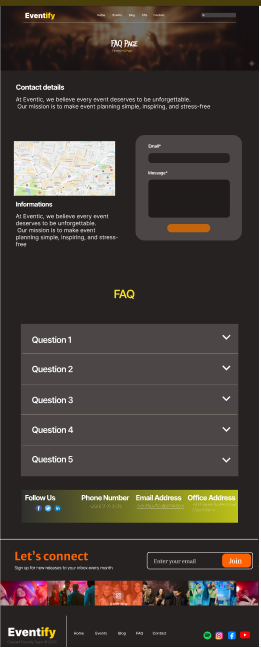 Eventify
Home Events Blog FAQ Contact
FAQ PAGE
Contact details
At Eventic, we believe every event deserves to be unforgettable.
Our mission is to make event planning simple, inspiring, and stress-free
Email*
Message*
Informations
At Eventic, we believe every event
deserves to be unforgettable.
Our mission is to make event
planning simple, inspiring, and stress-
free
FAQ
Question 1
Question 2
Question 3
Question 4
Question 5
Follow Us Phone Number Email Address Office Address
Let's connect
Sign up for new releases to your inbox every month
Enter your email
Join
Eventify
Home Events Blog FAQ Contact